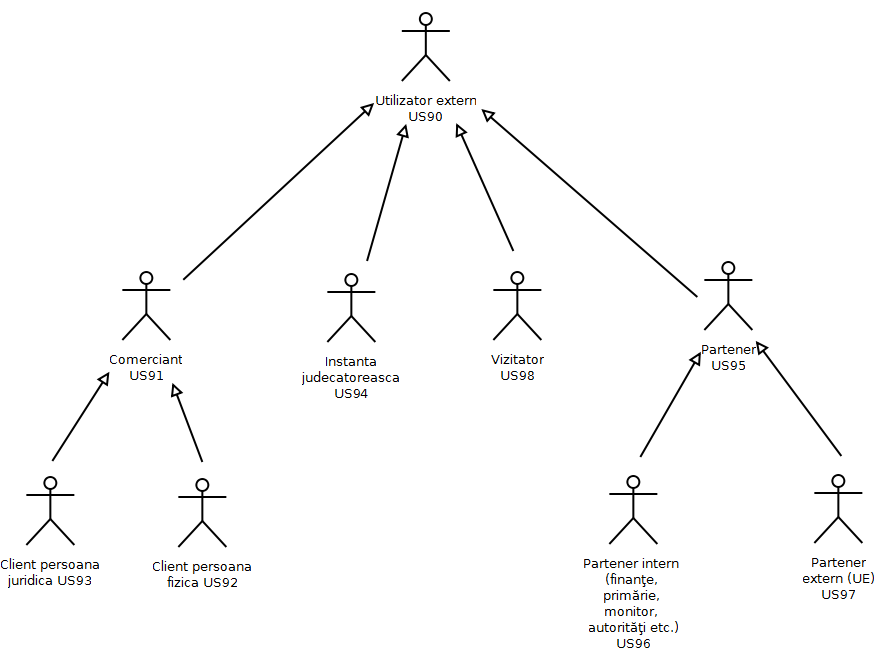 Utilizator extern
US90
Comerciant
US91
Instanta
judecatoreasca
US94
Vizitator
US98
Partener
US95
Client persoana
juridica US93
Client persoana
fizica US92
Partener intern
(finanţe,
primărie,
monitor,
autorităţi etc.)
US96
Partener
extern (UE)
US97